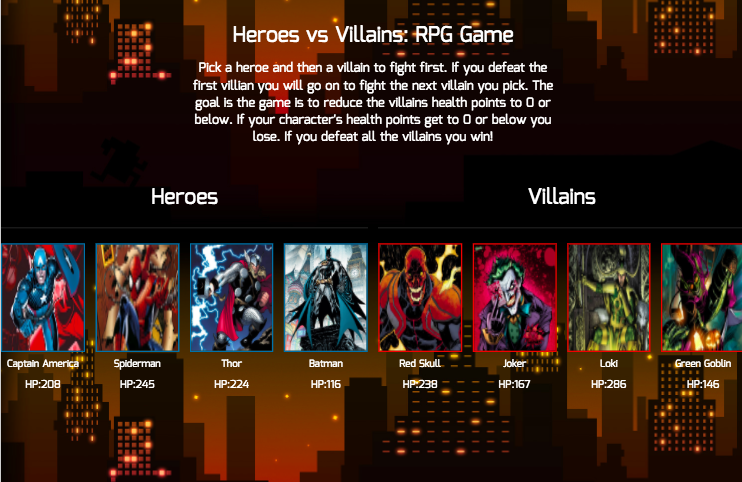 Heroes vs Villains: RPG Game
Pick a heroe and then a villain to fight first. If you defeat the
first villian you will go on to fight the next villain you pick. The
goal is the game is to reduce the villains health points to 0 or
below. If your character's health points get to 0 or below you
lose. If you defeat all the villains you win!
Heroes
Villains
Captain America
Spiderman
Thor
Batman
Red Skull
Joker
Loki
Green Goblin
HP:208
HP:245
HP:224
HP:116
HP:238
HP:167
HP:286
HP:146